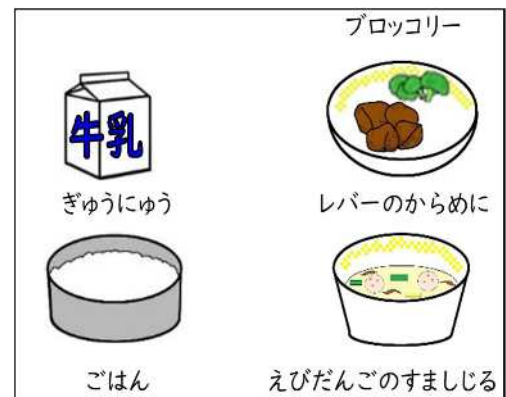 ブロッコリー
牛乳
ぎゅうにゅう
レバーのからめに
ごはん
えびだんごのすましじる